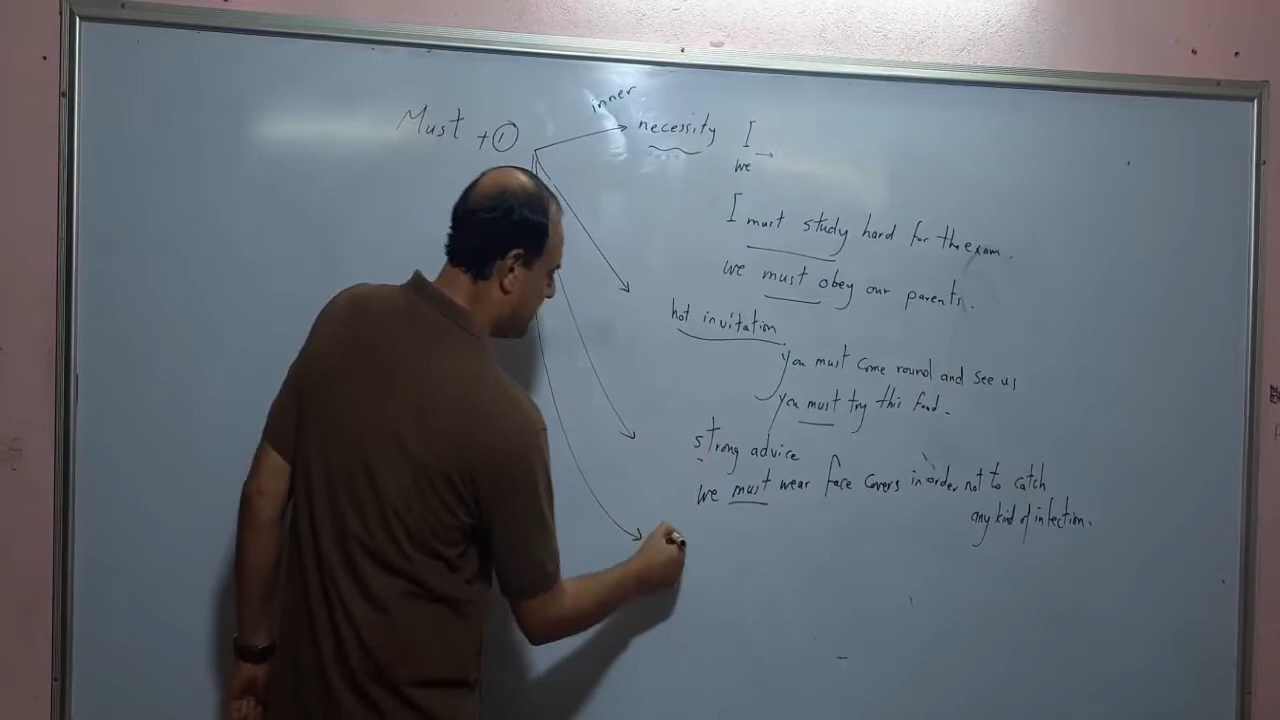 inner
Must + ① necessity I
we
I must study hard for the exam.
we must obey our parents.
hot invitation
you must come round and see us
you must try this food.
strong advice
we must wear face covers in order not to catch
any kind of infection.